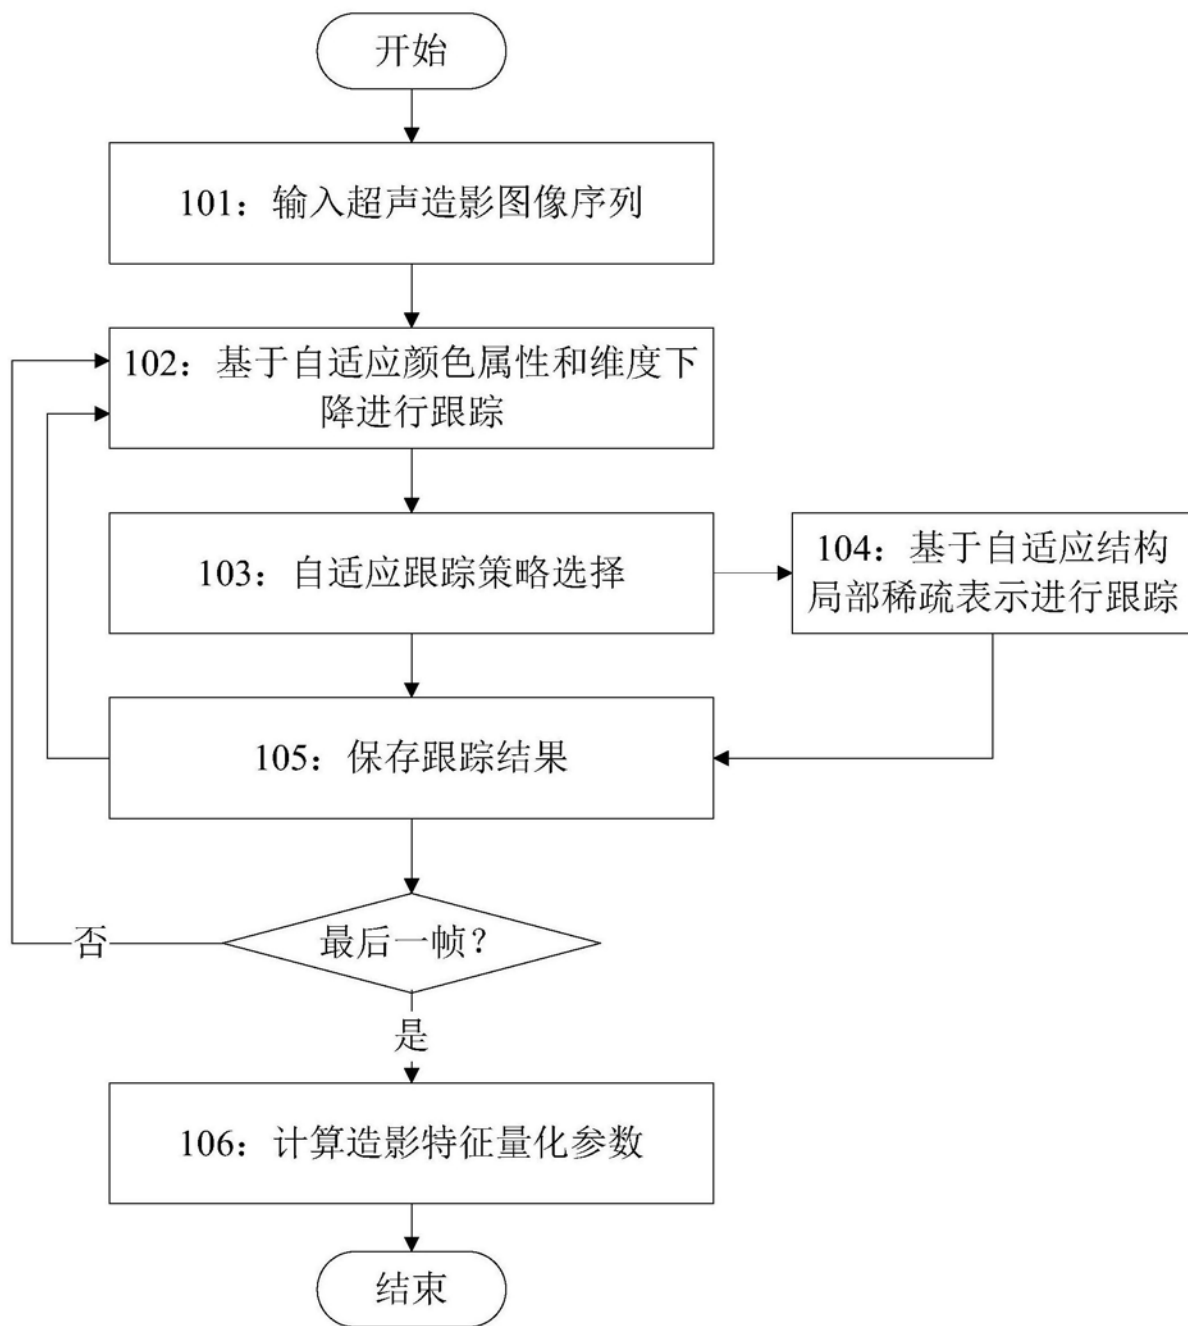 开始
101：输入超声造影图像序列
102：基于自适应颜色属性和维度下
降进行跟踪
103：自适应跟踪策略选择
104：基于自适应结构
局部稀疏表示进行跟踪
105：保存跟踪结果
最后一帧？
否
是
106：计算造影特征量化参数
结束